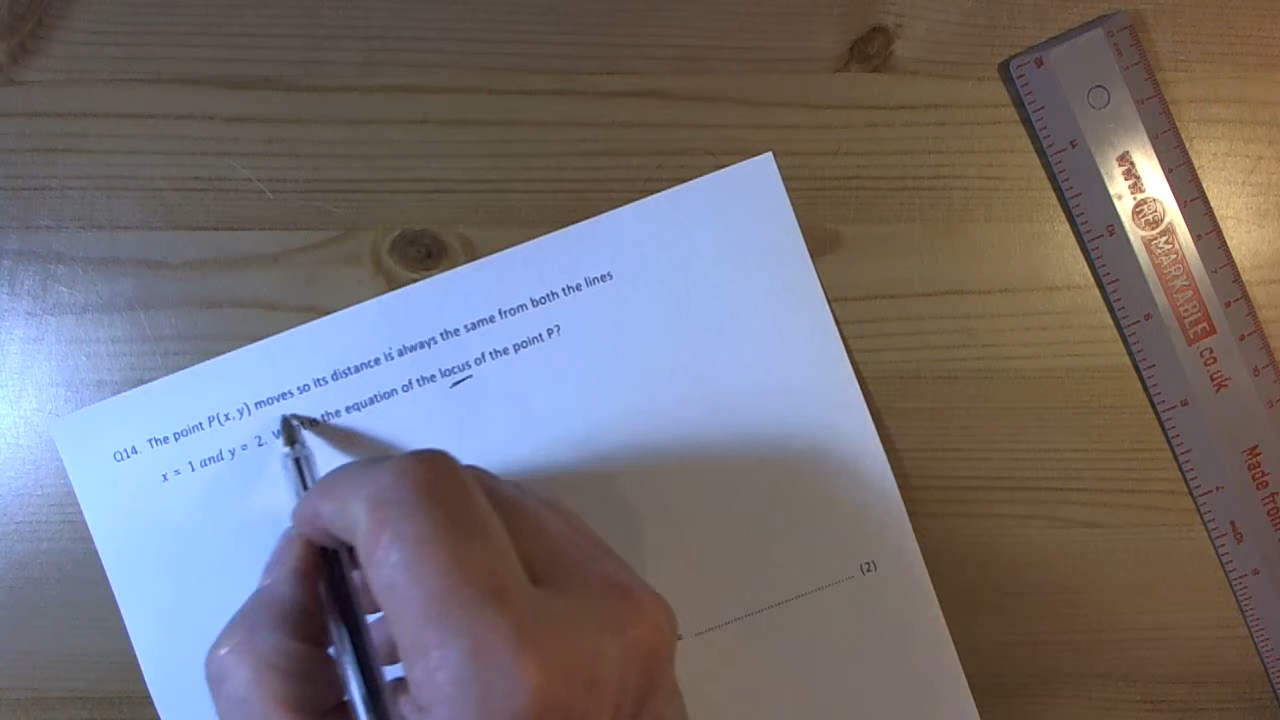 Q14. The point P(x, y) moves so its distance is always the same from both the lines
x = 1 and y = 2. is the equation of the locus of the point P?
(2)
www.RE
MARKABLE
.co.uk
Made from